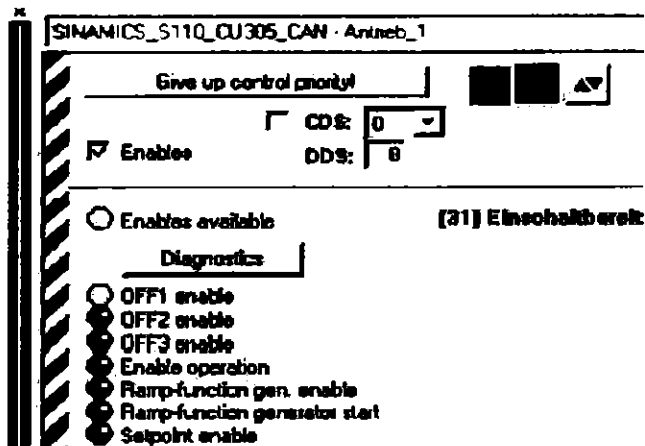 SINAMICS_S110_CU305_CAN - Antrieb_1
Give up control priority!
CDS: 0
Enables
DDS: 0
Enables available
[31] Einschaltbereit
Diagnostics
OFF1 enable
OFF2 enable
OFF3 enable
Enable operation
Ramp-function gen. enable
Ramp-function generator start
Setpoint enable